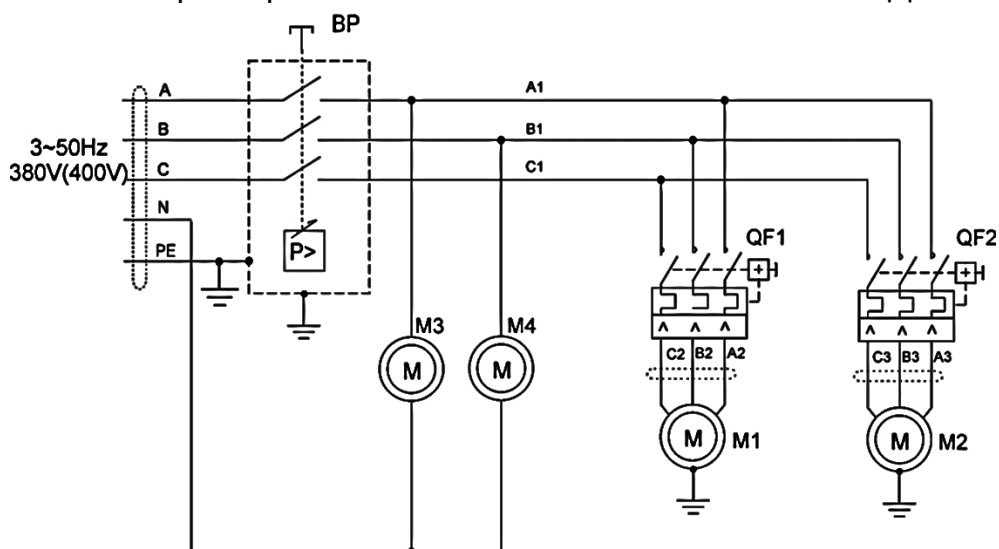 BP
A
A1
B
B1
3~50Hz
380V(400V)
C
C1
N
PE
P>
QF1
QF2
M3
M4
M
M
C2 B2 A2
C3 B3 A3
M
M1
M
M2